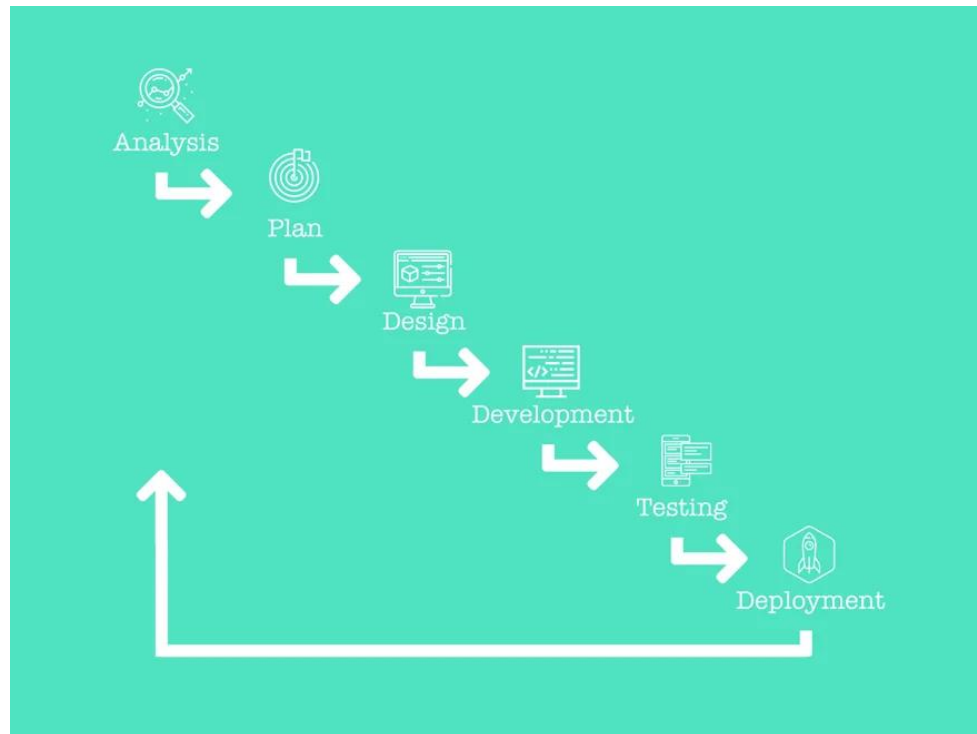 Analysis
Plan
Design
</>
Development
Testing
Deployment